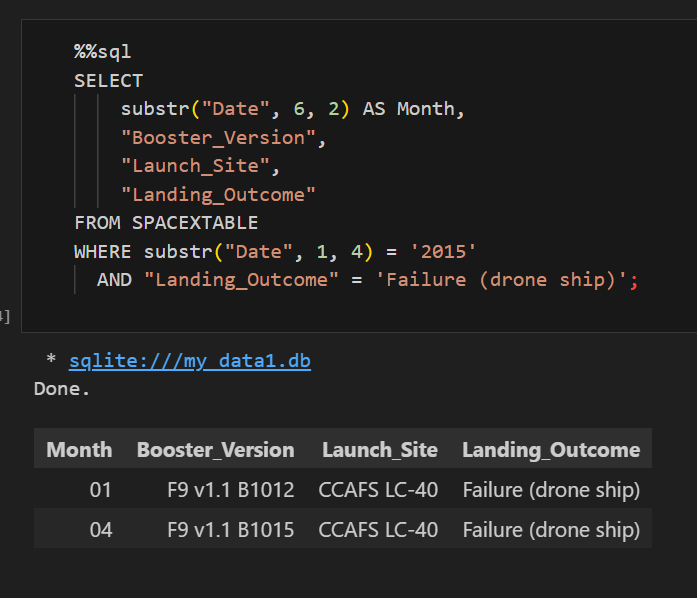 %%sql
SELECT
substr("Date", 6, 2) AS Month,
"Booster_Version",
"Launch_Site",
"Landing_Outcome"
FROM SPACEXTABLE
WHERE substr("Date", 1, 4) = '2015'
AND "Landing_Outcome" = 'Failure (drone ship)';
* sqlite:///my_data1.db
Done.
Month Booster_Version Launch_Site Landing_Outcome
01 F9 v1.1 B1012 CCAFS LC-40 Failure (drone ship)
04 F9 v1.1 B1015 CCAFS LC-40 Failure (drone ship)